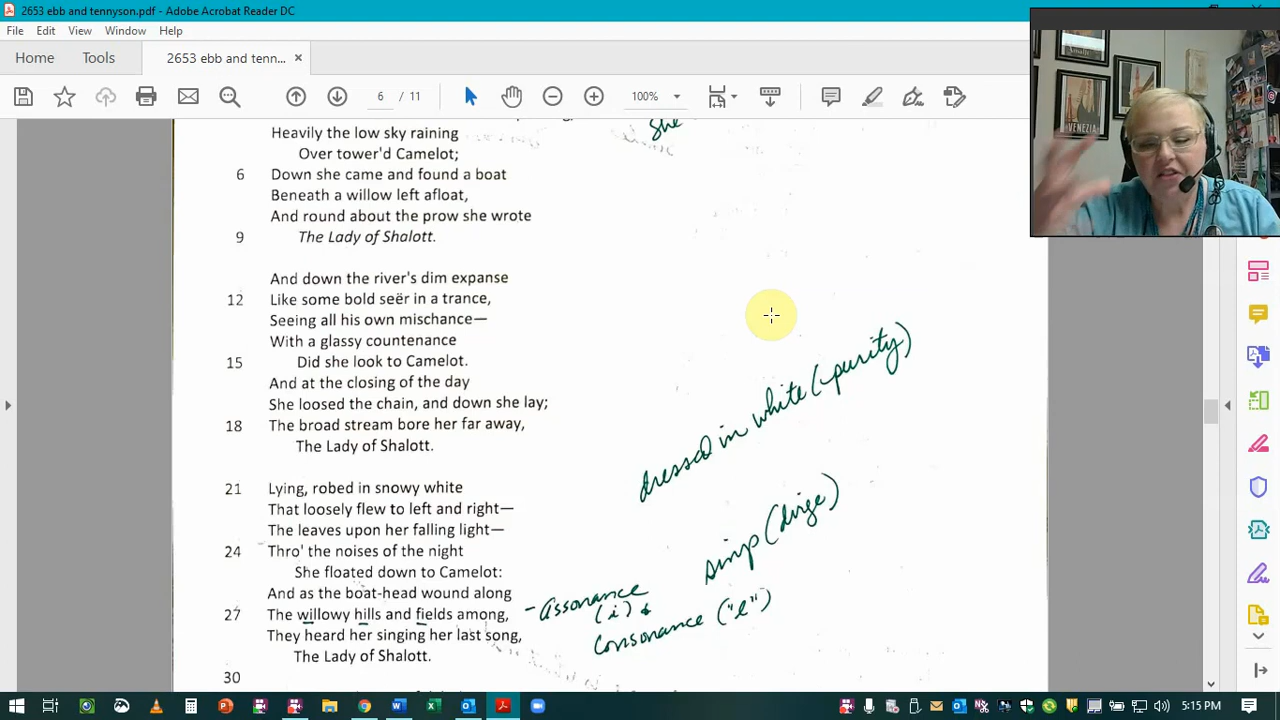 2653 ebb and tennyson.pdf - Adobe Acrobat Reader DC
File Edit View Window Help
Home Tools 2653 ebb and tenn... ×
6 / 11 100%
She
Heavily the low sky raining
Over tower'd Camelot;
6 Down she came and found a boat
Beneath a willow left afloat,
And round about the prow she wrote
9 The Lady of Shalott.
And down the river's dim expanse
12 Like some bold seër in a trance,
Seeing all his own mischance—
With a glassy countenance
15 Did she look to Camelot.
And at the closing of the day
She loosed the chain, and down she lay;
18 The broad stream bore her far away,
The Lady of Shalott.
dressed in white (-purity)
21 Lying, robed in snowy white
That loosely flew to left and right—
The leaves upon her falling light—
24 Thro' the noises of the night
She floated down to Camelot:
And as the boat-head wound along
27 The willowy hills and fields among,
They heard her singing her last song,
The Lady of Shalott.
30
(dirge)
-assonance
(i) &
consonance ("l")
VENEZIA
5:15 PM